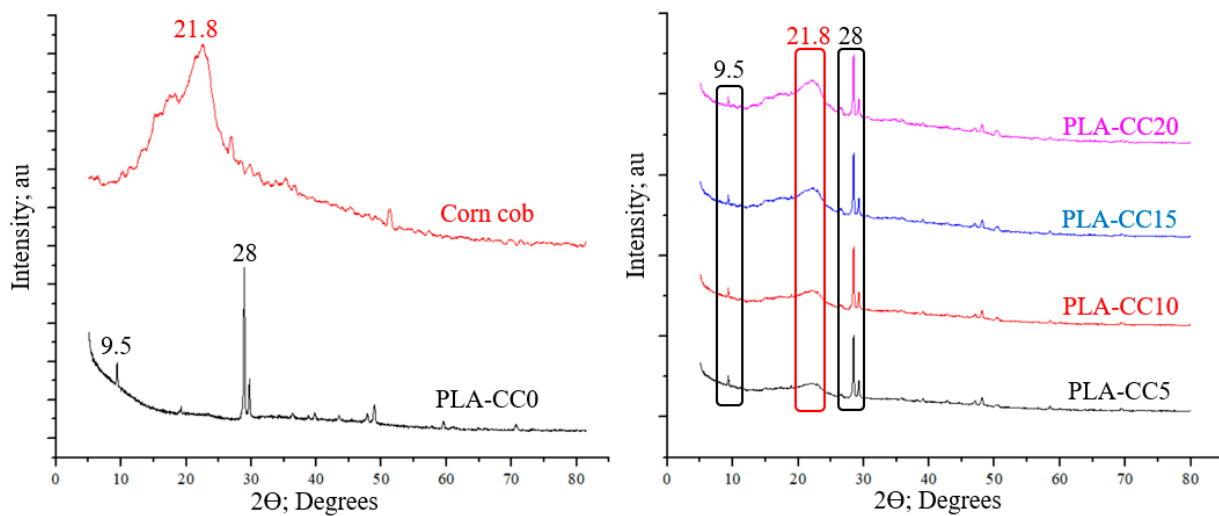 21.8
Corn cob
28
9.5
PLA-CC0
Intensity; au
0 10 20 30 40 50 60 70 80
2Θ; Degrees
21.8 28
9.5
PLA-CC20
PLA-CC15
PLA-CC10
PLA-CC5
Intensity; au
0 10 20 30 40 50 60 70 80
2Θ; Degrees